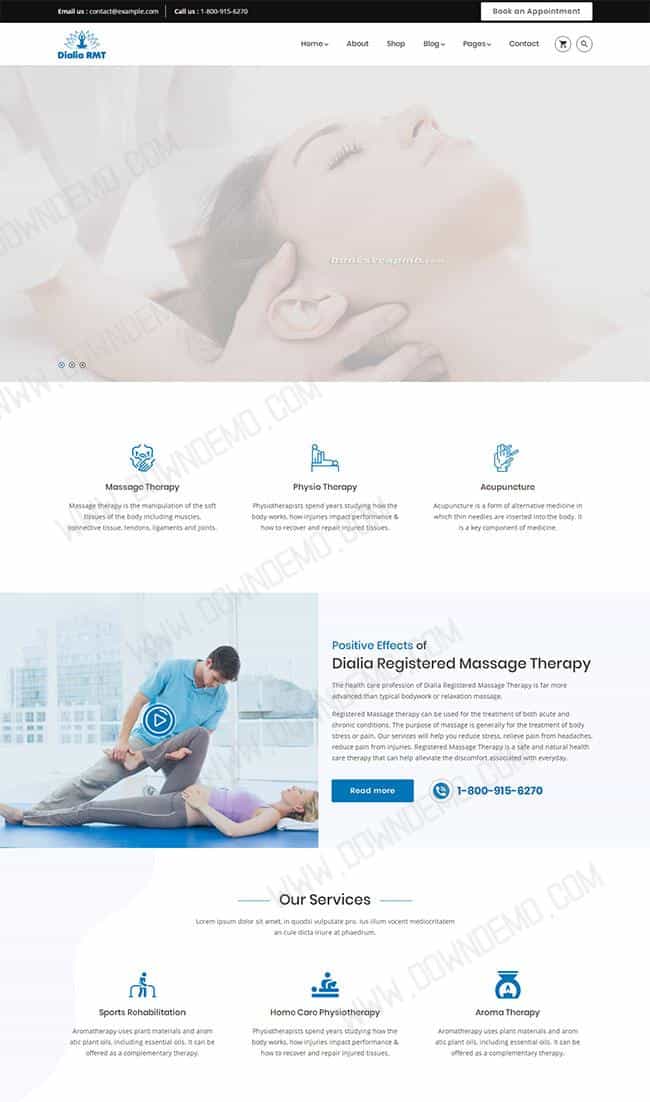 Email us : contact@example.com
Call us : 1-800-915-6270
Book an Appointment
Dialia RMT
Home
About
Shop
Blog
Pages
Contact
WWW.DOWNDEMO.COM
Massage Therapy
Massage therapy is the manipulation of the soft
tissues of the body including muscles,
connective tissue, tendons, ligaments and joints.
Physio Therapy
Physiotherapists spend years studying how the
body works, how injuries impact performance &
how to recover and repair injured tissues.
Acupuncture
Acupuncture is a form of alternative medicine in
which thin needles are inserted into the body. It
is a key component of medicine.
WWW.DOWNDEMO.COM
Positive Effects of
Dialia Registered Massage Therapy
The health care profession of Dialia Registered Massage Therapy is far more
advanced than typical bodywork or relaxation massage.
Registered Massage therapy can be used for the treatment of both acute and
chronic conditions. The purpose of massage is generally for the treatment of body
stress or pain. Our services will help you reduce stress, relieve pain from headaches,
reduce pain from injuries. Registered Massage Therapy is a safe and natural health
care therapy that can help alleviate the discomfort associated with everyday.
Read more
1-800-915-6270
WWW.DOWNDEMO.COM
Our Services
Lorem ipsum dolor sit amet, in quodsi vulputate pro. Ius illum vocent mediocritatem
an cule dicta iriure at phaedrum.
Sports Rehabilitation
Aromatherapy uses plant materials and arom
atic plant oils, including essential oils. It can be
offered as a complementary therapy.
Home Care Physiotherapy
Physiotherapists spend years studying how the
body works, how injuries impact performance &
how to recover and repair injured tissues.
Aroma Therapy
Aromatherapy uses plant materials and arom
atic plant oils, including essential oils. It can be
offered as a complementary therapy.
WWW.DOWNDEMO.COM